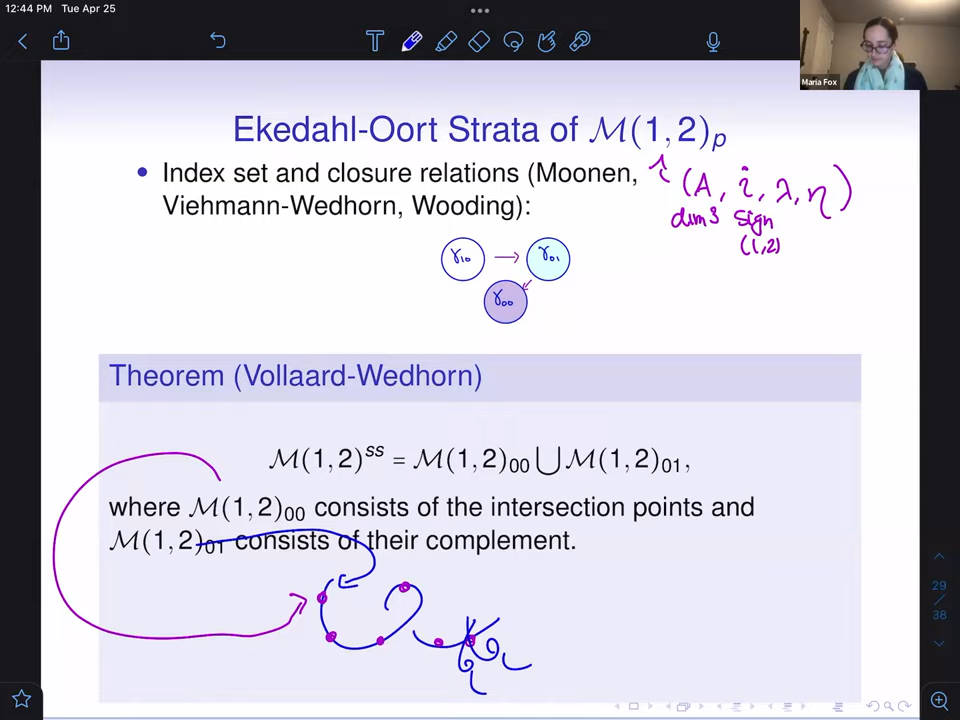 12:44 PM Tue Apr 25
Maria Fox
Ekedahl-Oort Strata of ℳ(1, 2)ₚ
• Index set and closure relations (Moonen,
Viehmann-Wedhorn, Wooding):
(A, i, λ, η)
dim 3 sign
(1,2)
γ₁₀ → γ₀₁
γ₀₀
Theorem (Vollaard-Wedhorn)
ℳ(1, 2)ˢˢ = ℳ(1, 2)₀₀ ⋃ ℳ(1, 2)₀₁,
where ℳ(1, 2)₀₀ consists of the intersection points and
ℳ(1, 2)₀₁ consists of their complement.
29
/
38